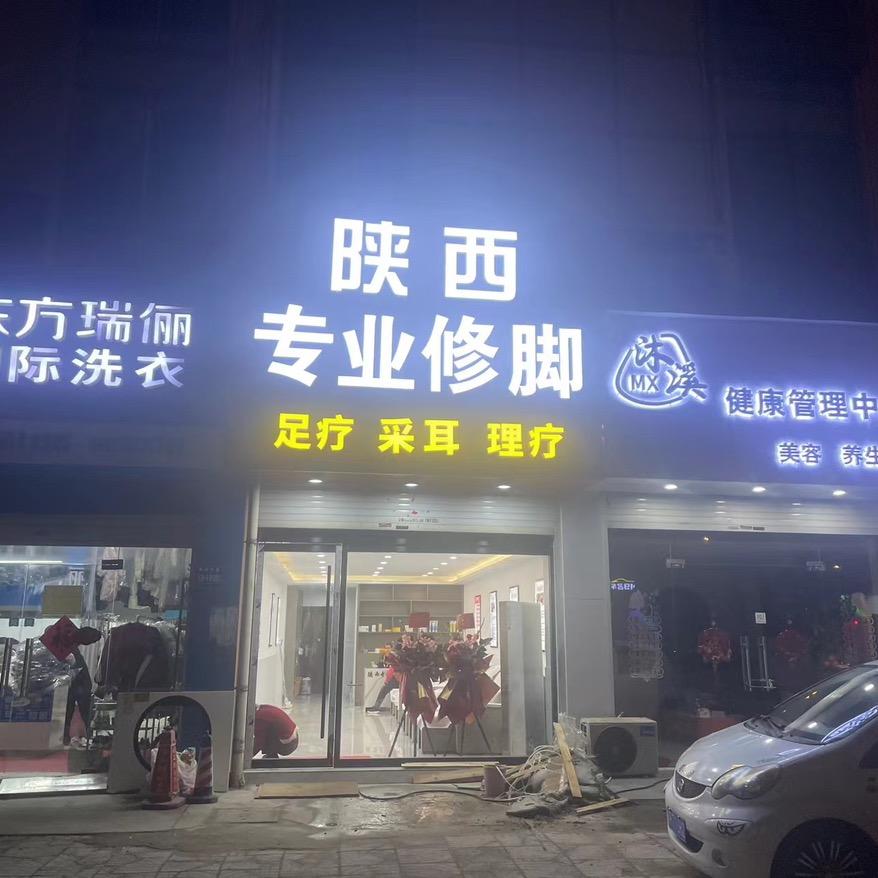 陕西
专业修脚
足疗 采耳 理疗
方瑞俪
际洗衣
沐溪
MX
健康管理中
美容 养生